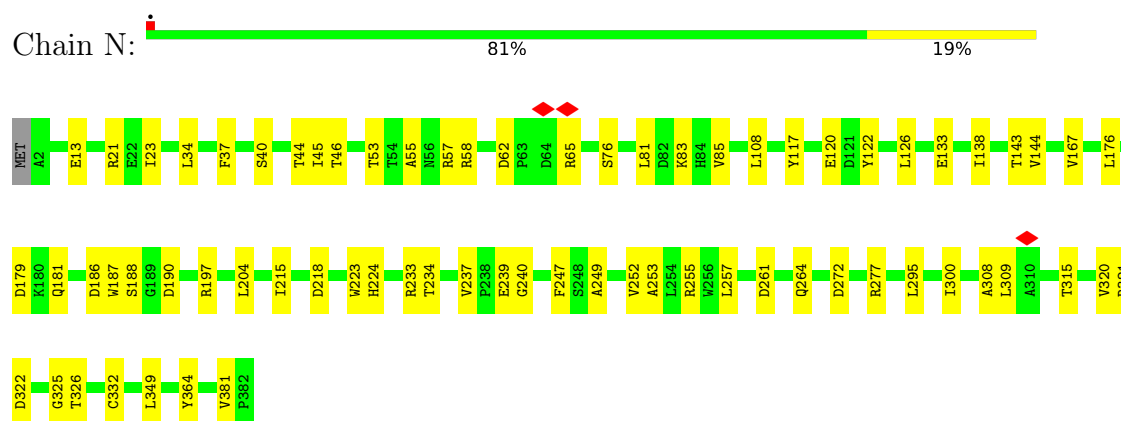 Chain N:
81% 19%
MET A2 E13 R21 E22 I23 L34 F37 S40 T44 I45 T46 T53 T54 A55 N56 R57 R58 D62 P63 D64 R65 S76 L81 D82 K83 H84 V85 L108 Y117 E120 D121 Y122 L126 E133 I138 T143 V144 V167 L176
D179 K180 Q181 D186 W187 S188 G189 D190 R197 L204 I215 D218 W223 H224 R233 T234 V237 P238 E239 G240 F247 S248 A249 V252 A253 L254 R255 W256 L257 D261 Q264 D272 R277 L295 I300 A308 L309 A310 T315 V320
D322 G325 T326 C332 L349 Y364 V381 P382